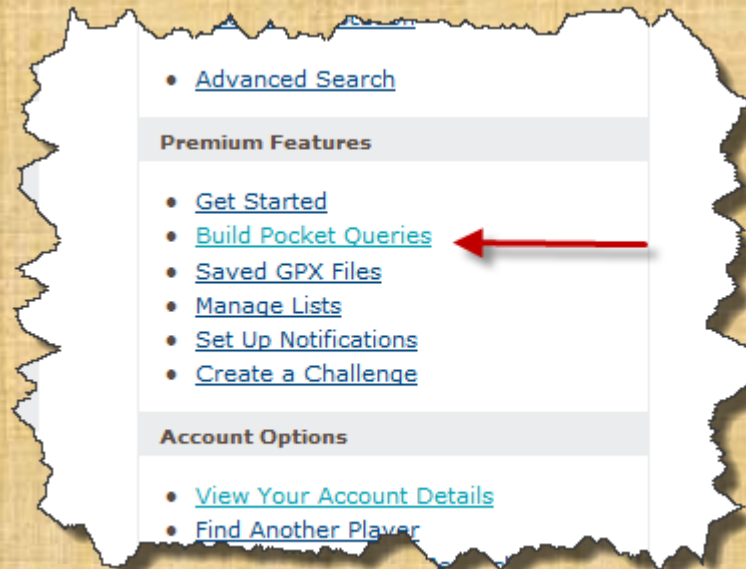 Advanced Search
Premium Features
Get Started
Build Pocket Queries
Saved GPX Files
Manage Lists
Set Up Notifications
Create a Challenge
Account Options
View Your Account Details
Find Another Player